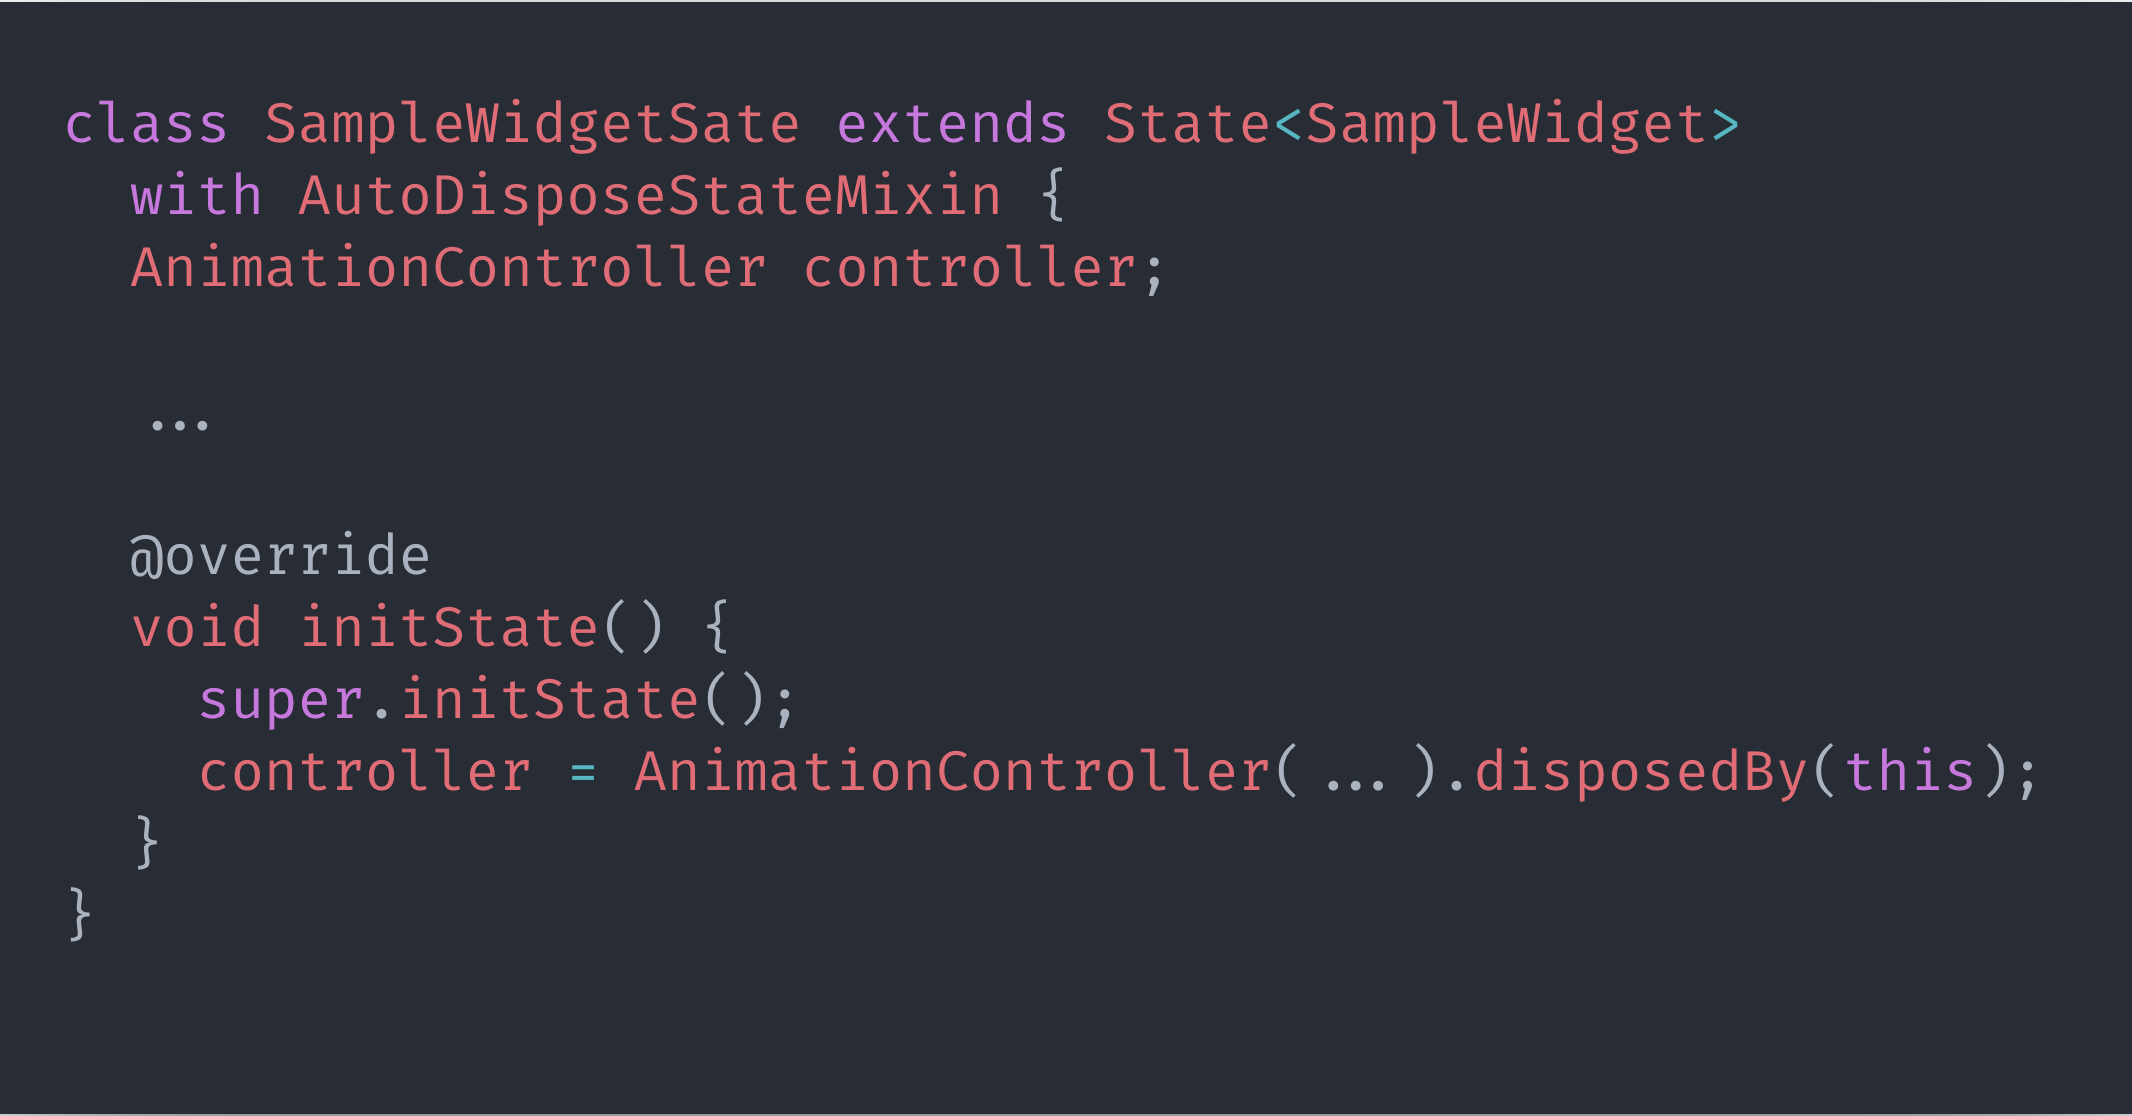 class SampleWidgetSate extends State<SampleWidget>
  with AutoDisposeStateMixin {
  AnimationController controller;
  ...
  @override
  void initState() {
    super.initState();
    controller = AnimationController( ... ).disposedBy(this);
  }
}